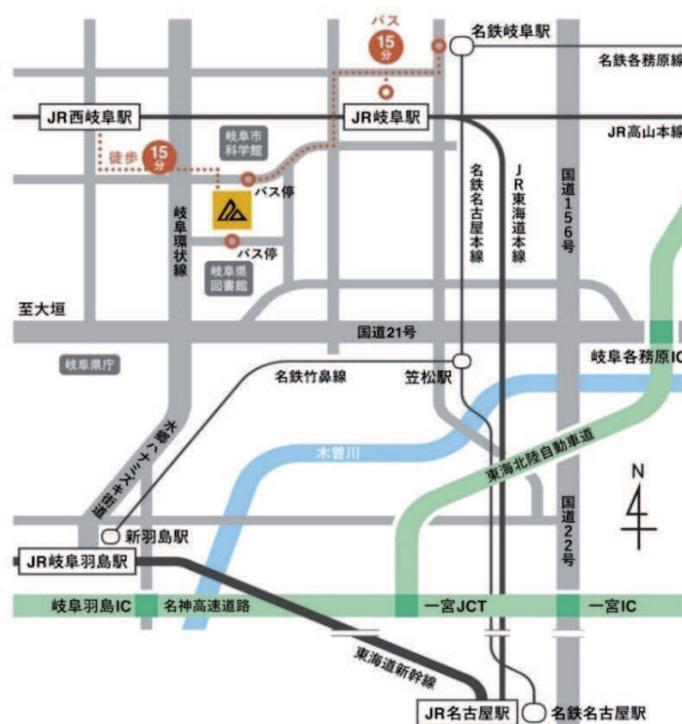 バス
15
分
名鉄岐阜駅
名鉄各務原線
JR西岐阜駅
JR岐阜駅
岐阜市
科学館
JR高山本線
徒歩
15
分
バス停
岐阜環状線
バス停
岐阜県
図書館
名鉄名古屋本線
JR東海道本線
国道156号
至大垣
国道21号
岐阜県庁
岐阜各務原IC
名鉄竹鼻線
笠松駅
水郷ハナミズキ街道
木曽川
東海北陸自動車道
N
新羽島駅
国道22号
JR岐阜羽島駅
岐阜羽島IC
名神高速道路
一宮JCT
一宮IC
東海道新幹線
JR名古屋駅
名鉄名古屋駅